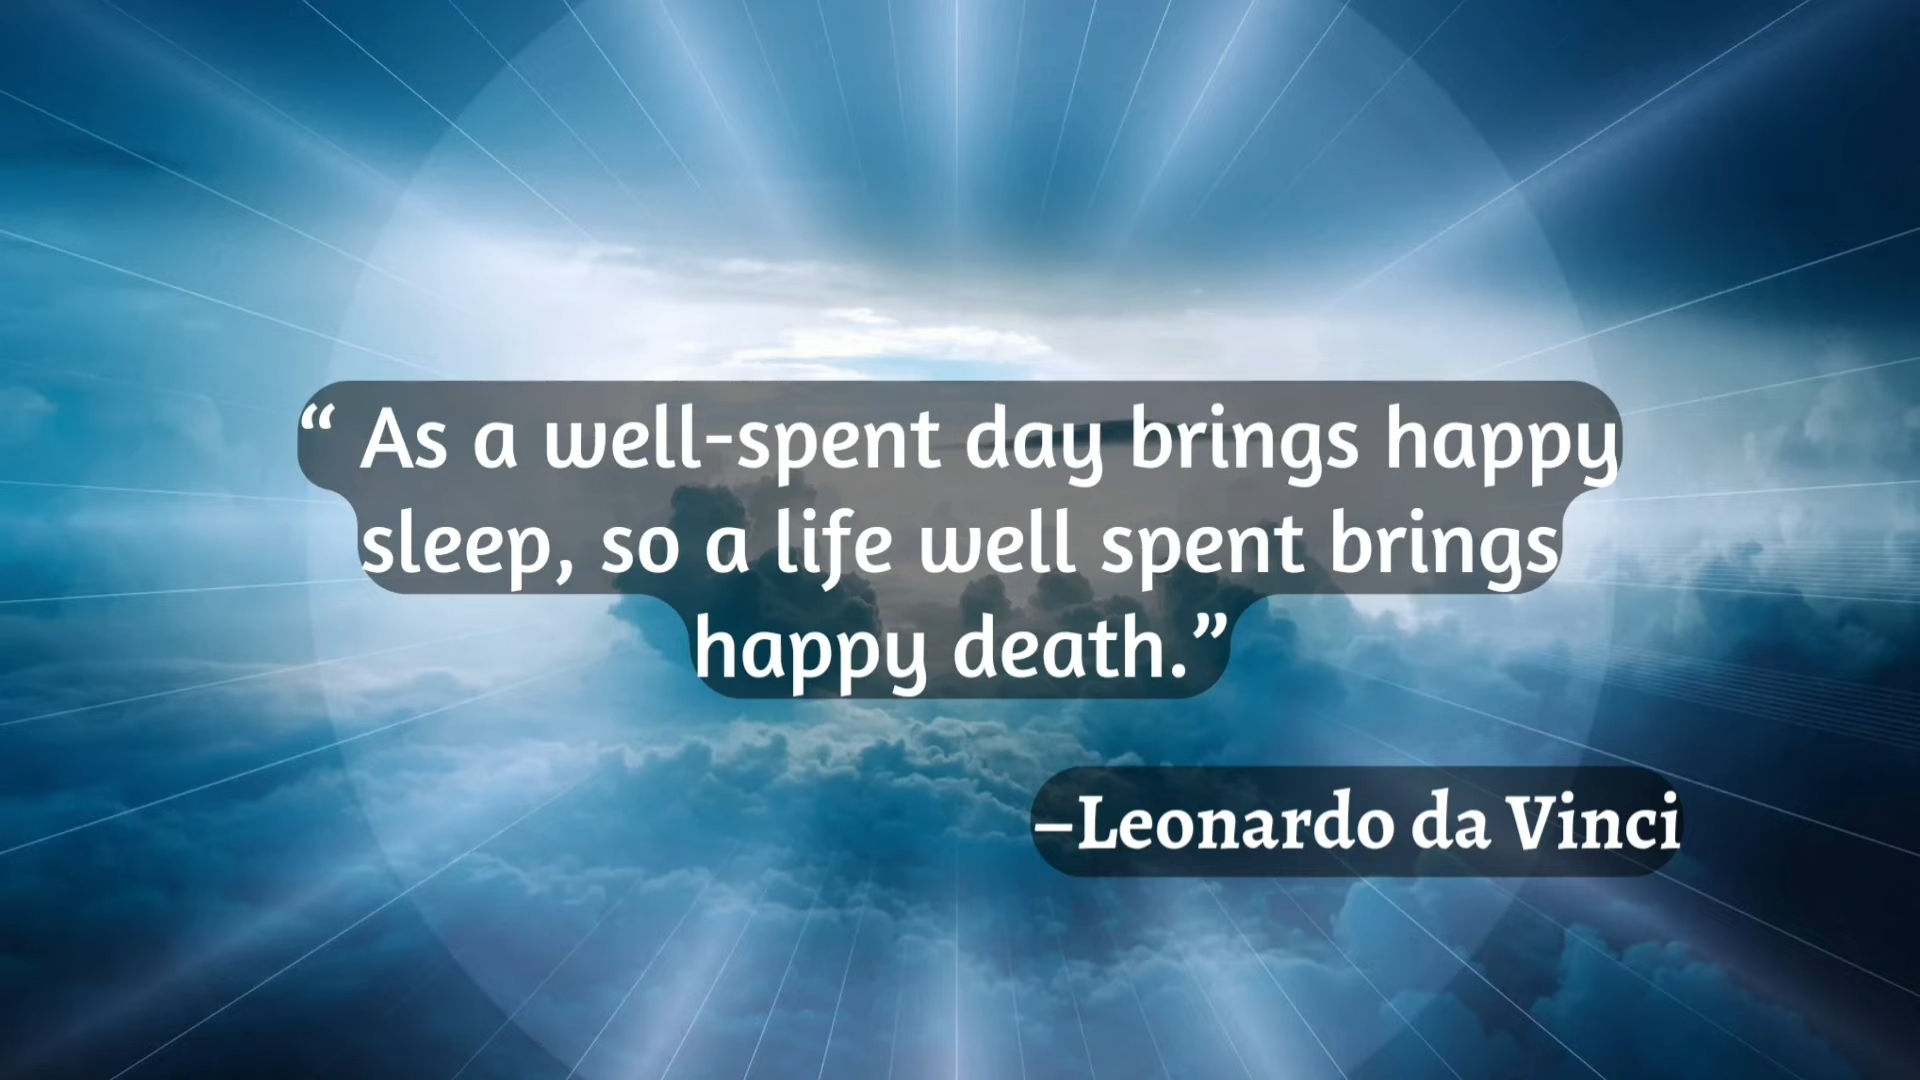 “ As a well-spent day brings happy
sleep, so a life well spent brings
happy death.”
–Leonardo da Vinci